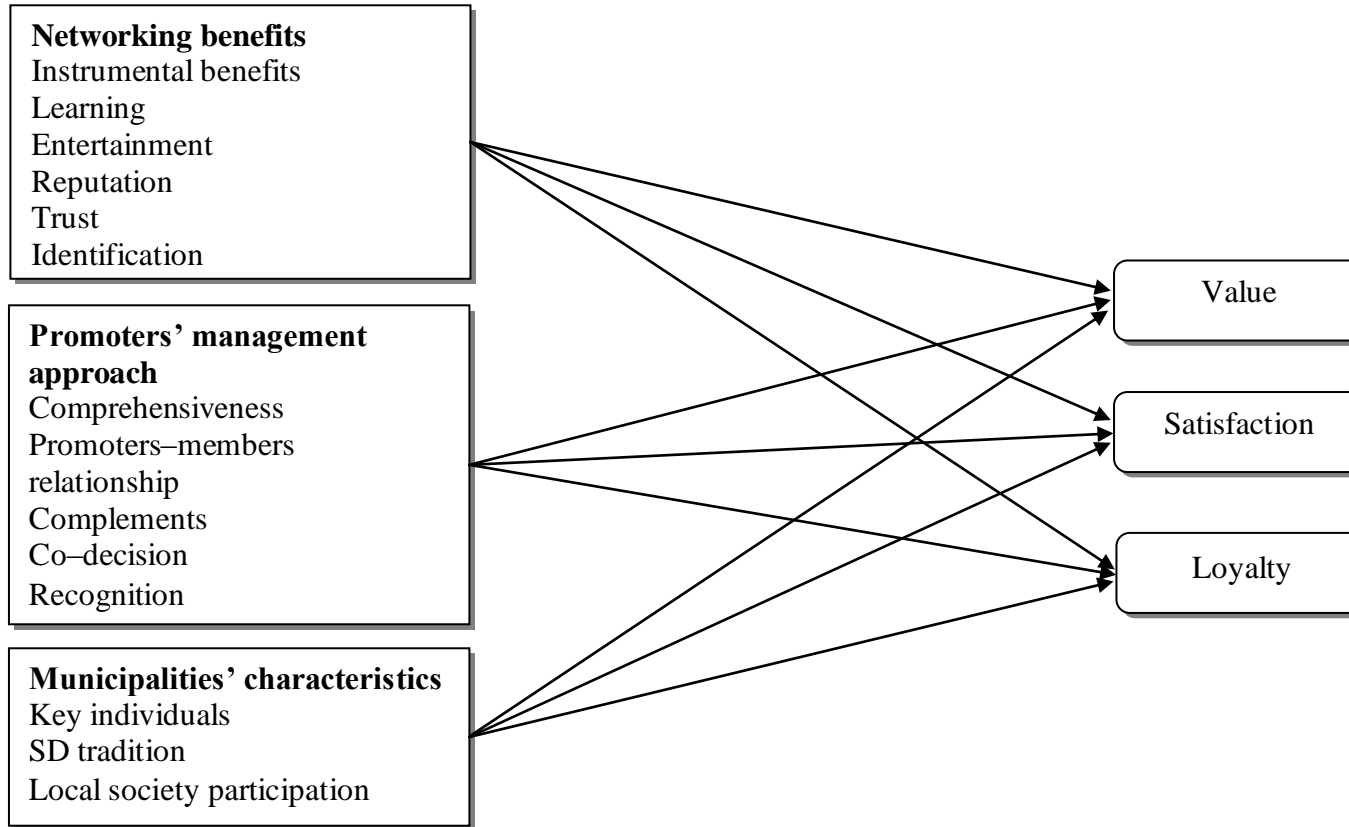 Networking benefits
Instrumental benefits
Learning
Entertainment
Reputation
Trust
Identification
Promoters’ management
approach
Comprehensiveness
Promoters–members
relationship
Complements
Co–decision
Recognition
Municipalities’ characteristics
Key individuals
SD tradition
Local society participation
Value
Satisfaction
Loyalty